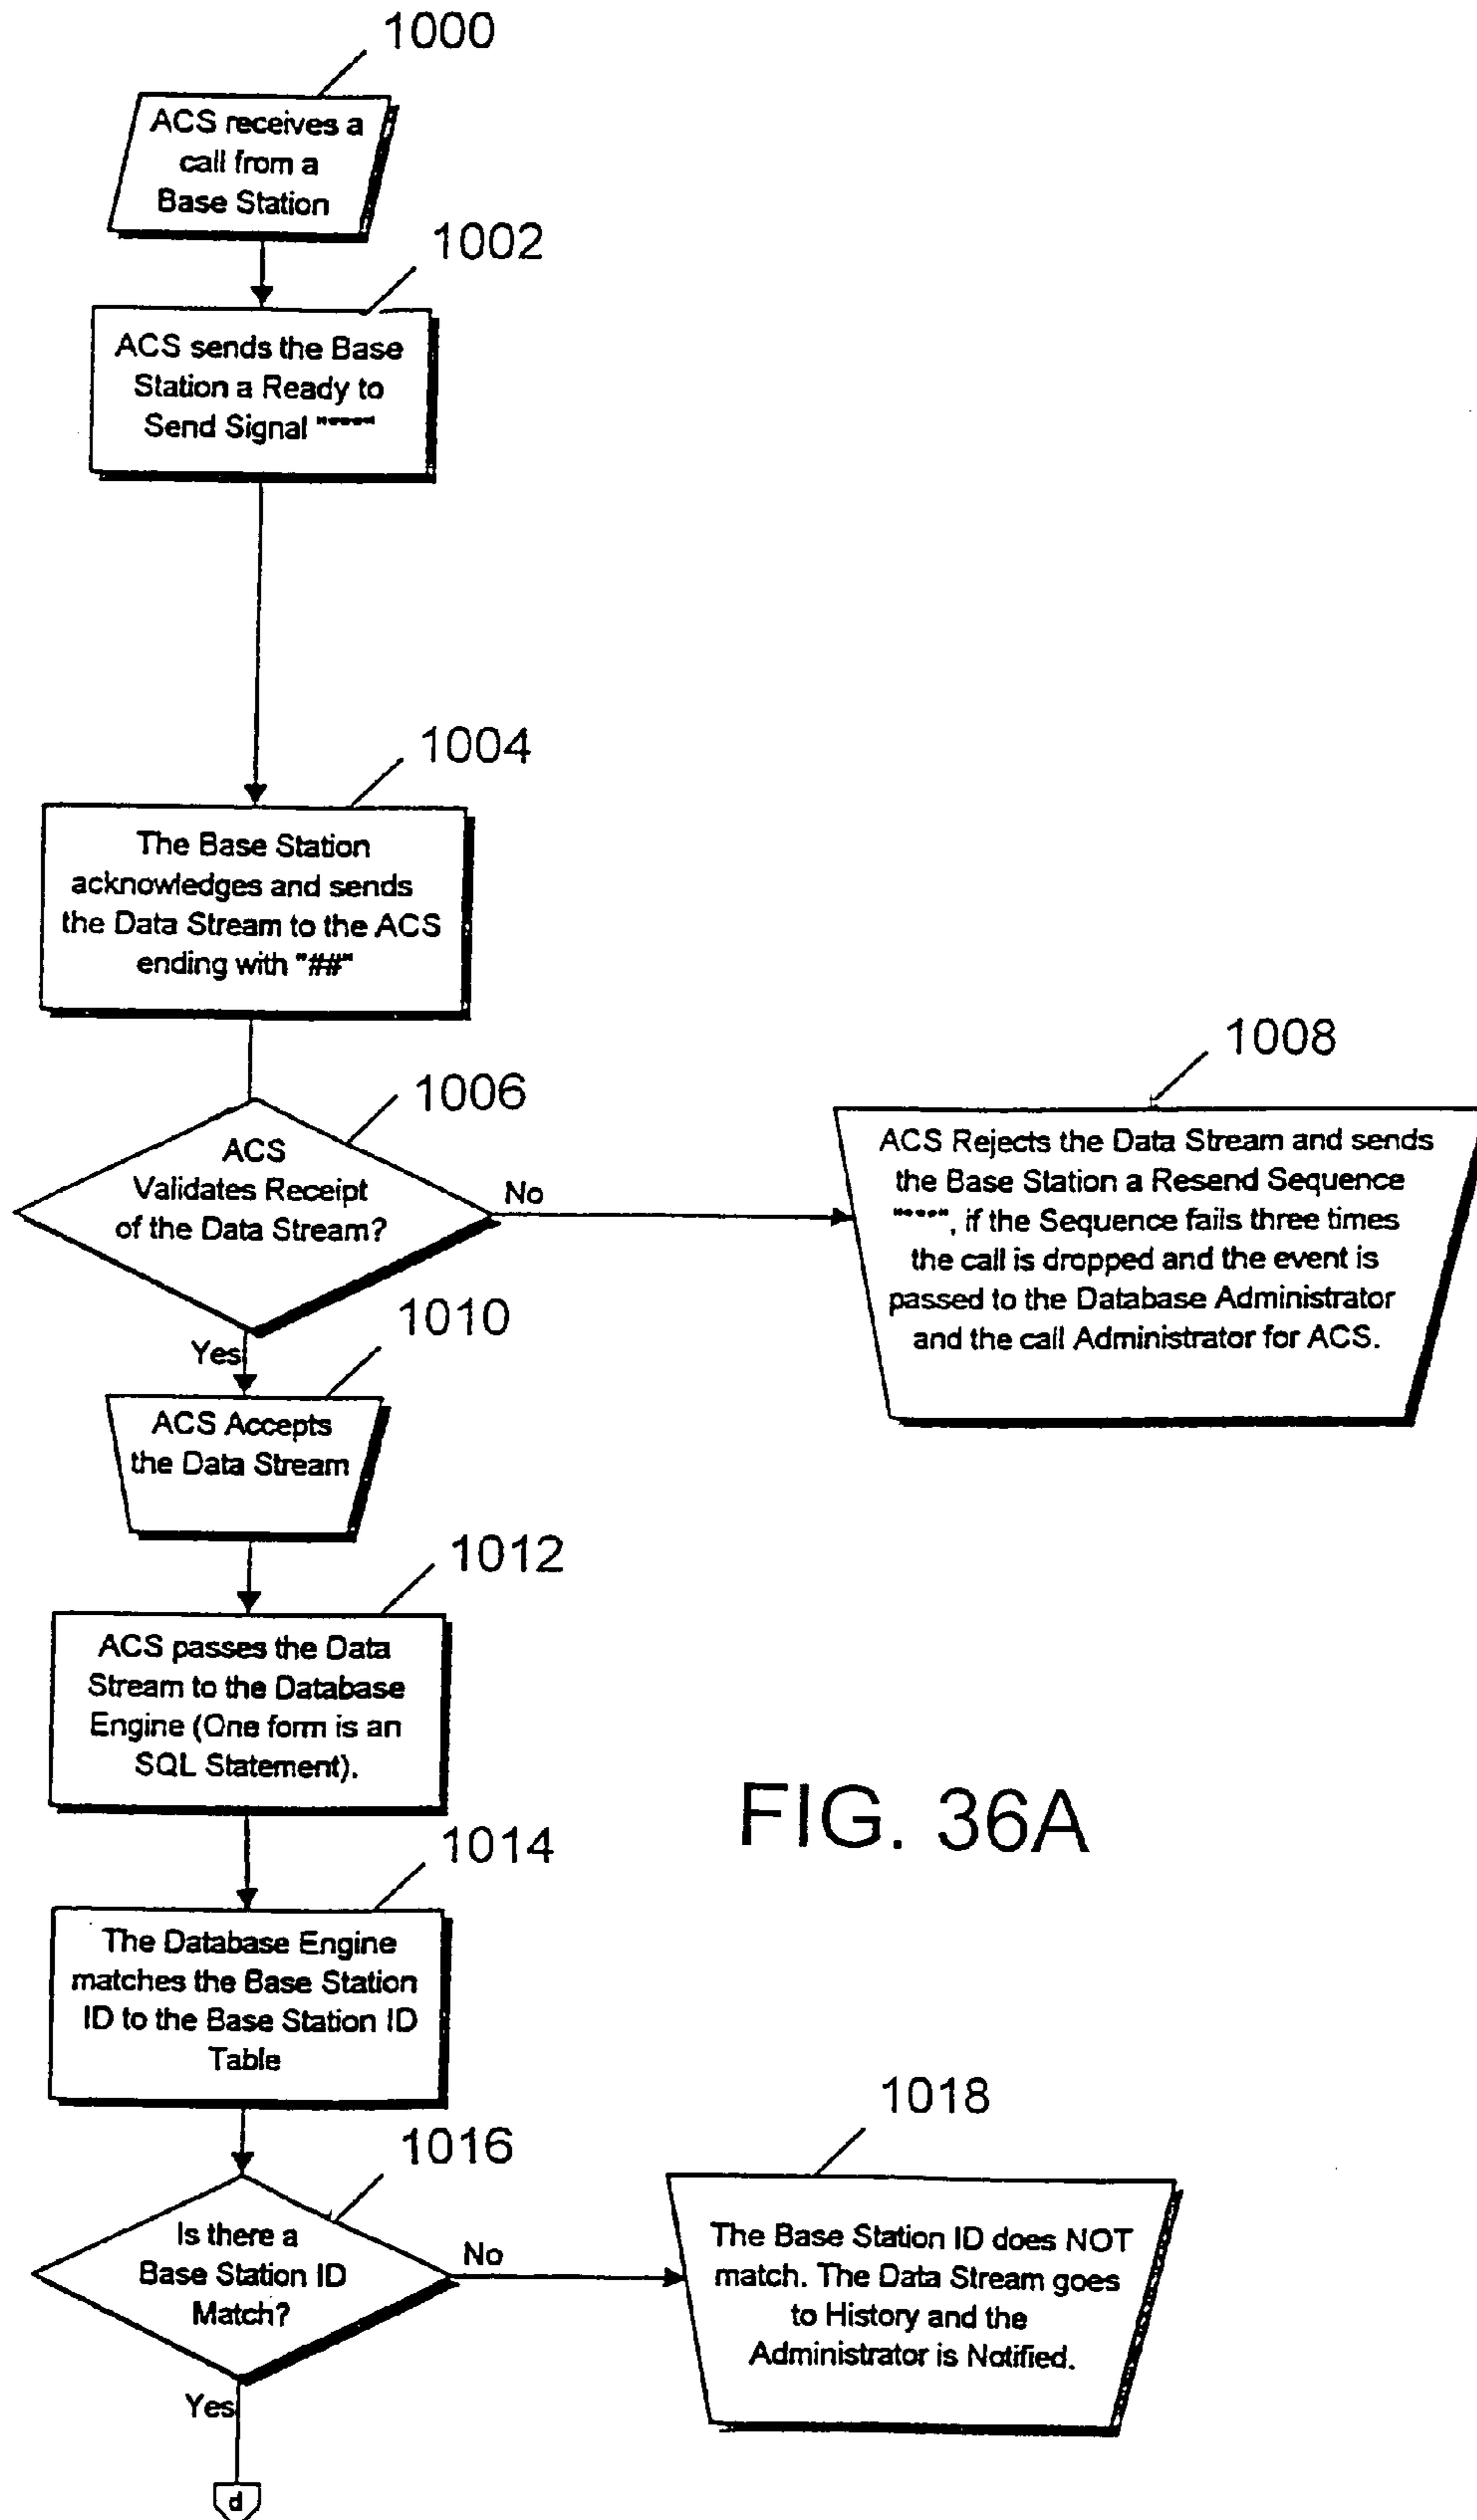 1000
ACS receives a
call from a
Base Station
1002
ACS sends the Base
Station a Ready to
Send Signal
1004
The Base Station
acknowledges and sends
the Data Stream to the ACS
ending with "##"
1006
ACS
Validates Receipt
of the Data Stream?
No
Yes
1008
ACS Rejects the Data Stream and sends
the Base Station a Resend Sequence
"****", if the Sequence fails three times
the call is dropped and the event is
passed to the Database Administrator
and the call Administrator for ACS.
1010
ACS Accepts
the Data Stream
1012
ACS passes the Data
Stream to the Database
Engine (One form is an
SQL Statement).
FIG. 36A
1014
The Database Engine
matches the Base Station
ID to the Base Station ID
Table
1016
Is there a
Base Station ID
Match?
No
Yes
1018
The Base Station ID does NOT
match. The Data Stream goes
to History and the
Administrator is Notified.
d